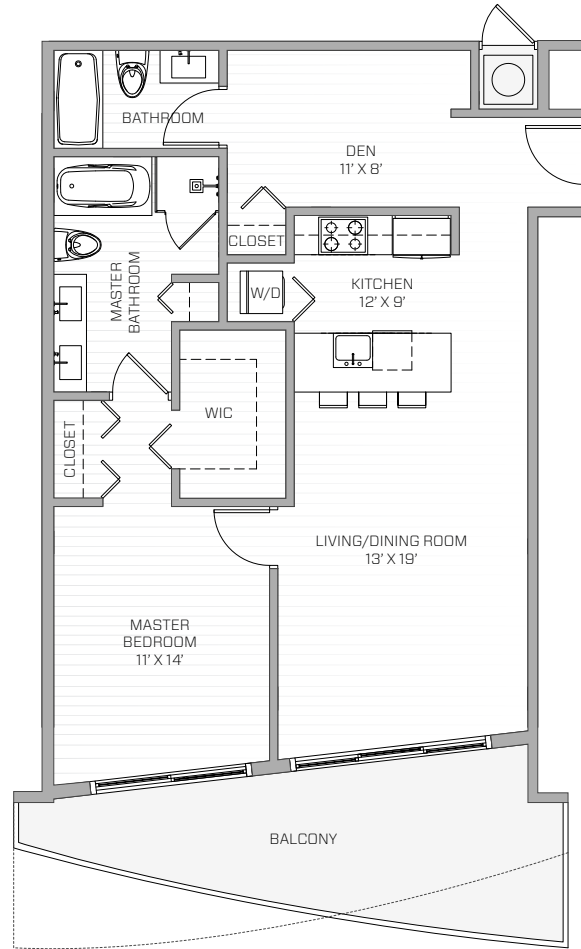 BATHROOM
DEN
11' X 8'
CLOSET
MASTER
BATHROOM
W/D
KITCHEN
12' X 9'
WIC
CLOSET
LIVING/DINING ROOM
13' X 19'
MASTER
BEDROOM
11' X 14'
BALCONY